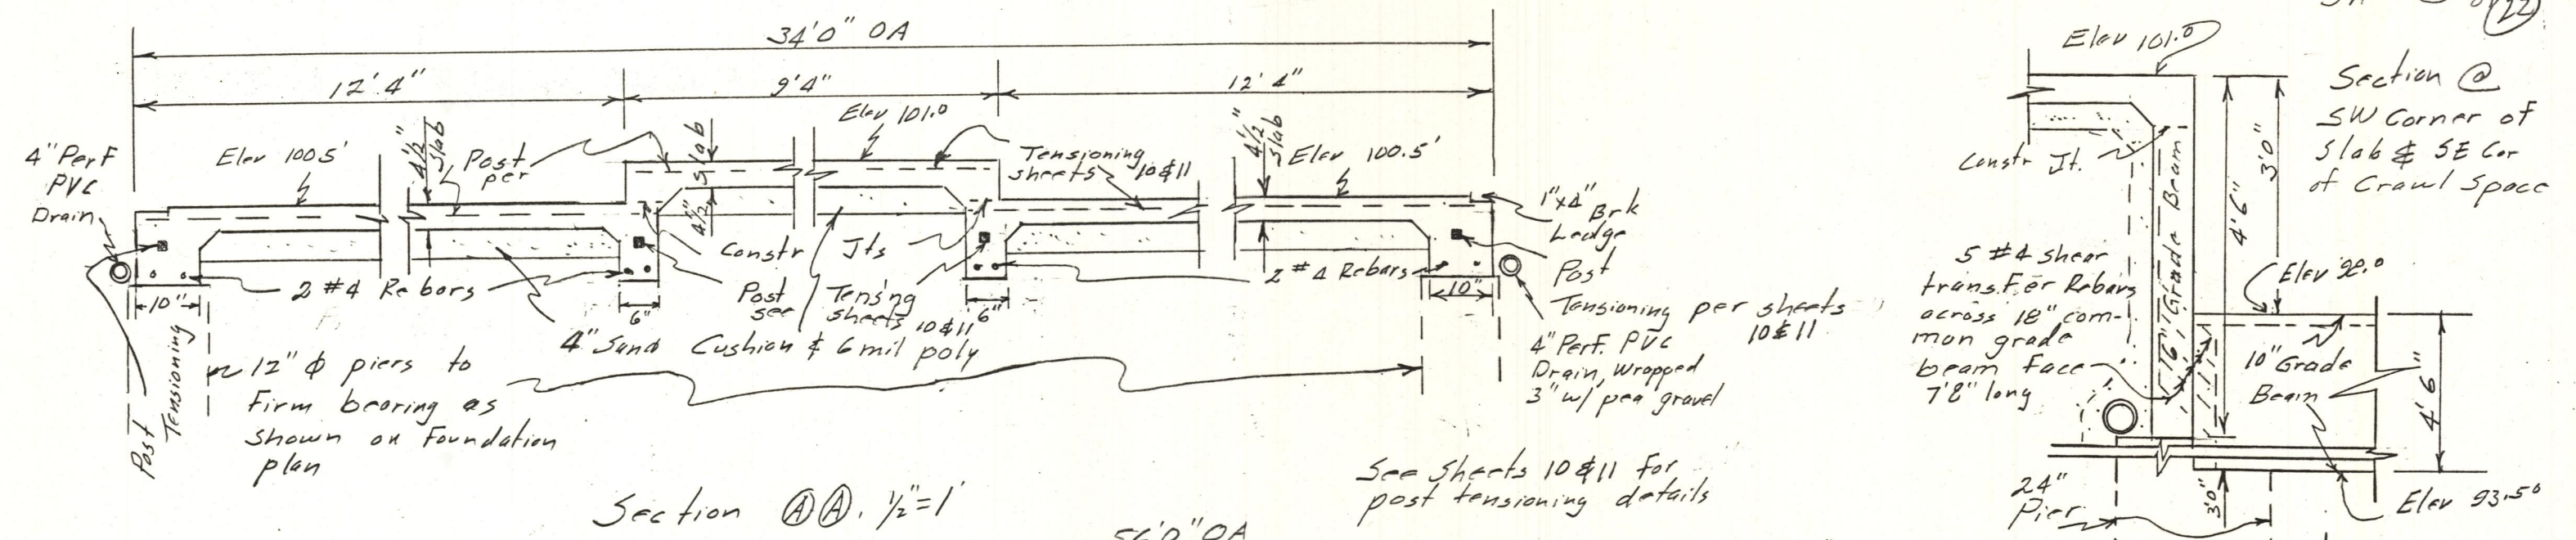 22
34'0" OA
12'4"
9'4"
12'4"
Elev 101.0
4" Perf
PVC
Drain
Elev 100.5'
4½"
Slab
Post
per
4½" Slab
Tensioning
sheets 10 & 11
4½"
Slab
Elev 100.5'
1"x4" Brk
Ledge
Constr Jts
2 #4 Rebars
2 #4 Rebars
Post
Tensioning per sheets
10 & 11
10"
6"
Post
see
Tens'ng
sheets 10 & 11
6"
10"
4" Sand Cushion & 6 mil poly
Post
Tensioning
12" Φ piers to
Firm bearing as
shown on Foundation
plan
4" Perf. PVC
Drain, Wrapped
3" w/ pea gravel
Section A A. ½"=1'
See Sheets 10 & 11 for
post tensioning details
56'0" OA
Elev 101.0
Section @
SW Corner of
Slab & SE Cor
of Crawl Space
Constr Jt.
16" Grade Beam
4'6"
3'0"
Elev 98.0
5 #4 shear
transfer Rebars
across 18" com-
mon grade
beam face
7'8" long
10" Grade
Beam
4'6"
24"
Pier
3'0"
Elev 93.50